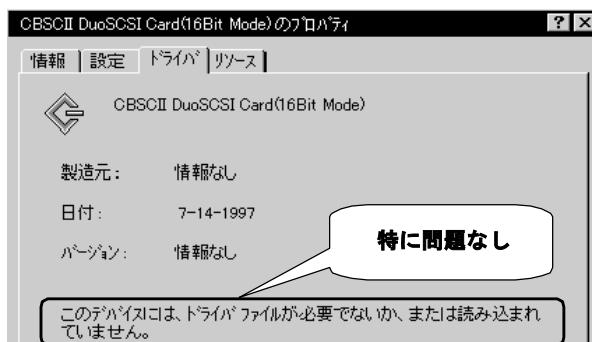 CBSCII DuoSCSI Card(16Bit Mode)のﾌﾟﾛﾊﾟﾃｨ
情報 設定 ﾄﾞﾗｲﾊﾞ ﾘｿｰｽ
CBSCII DuoSCSI Card(16Bit Mode)
製造元: 情報なし
日付: 7-14-1997
特に問題なし
ﾊﾞｰｼﾞｮﾝ: 情報なし
このﾃﾞﾊﾞｲｽには、ﾄﾞﾗｲﾊﾞ ﾌｧｲﾙが必要でないか、または読み込まれ
ていません。